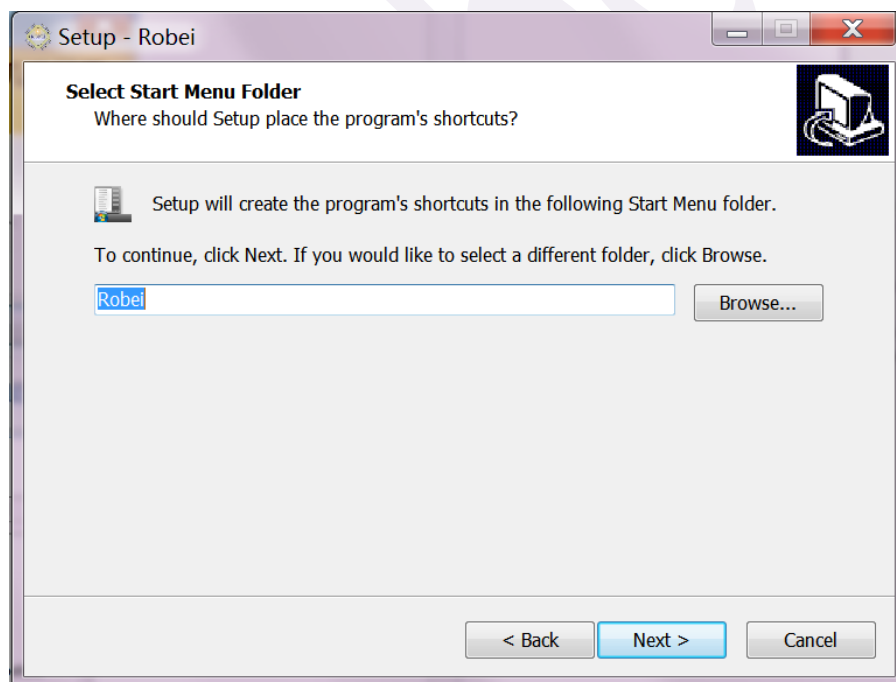 Setup - Robei
Select Start Menu Folder
Where should Setup place the program's shortcuts?
Setup will create the program's shortcuts in the following Start Menu folder.
To continue, click Next. If you would like to select a different folder, click Browse.
Robei
Browse...
< Back
Next >
Cancel